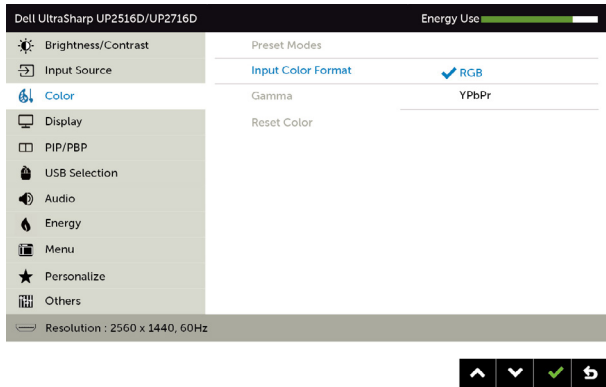 Dell UltraSharp UP2516D/UP2716D Energy Use
Brightness/Contrast Preset Modes
Input Source Input Color Format RGB
Color Gamma YPbPr
Display Reset Color
PIP/PBP
USB Selection
Audio
Energy
Menu
Personalize
Others
Resolution : 2560 x 1440, 60Hz